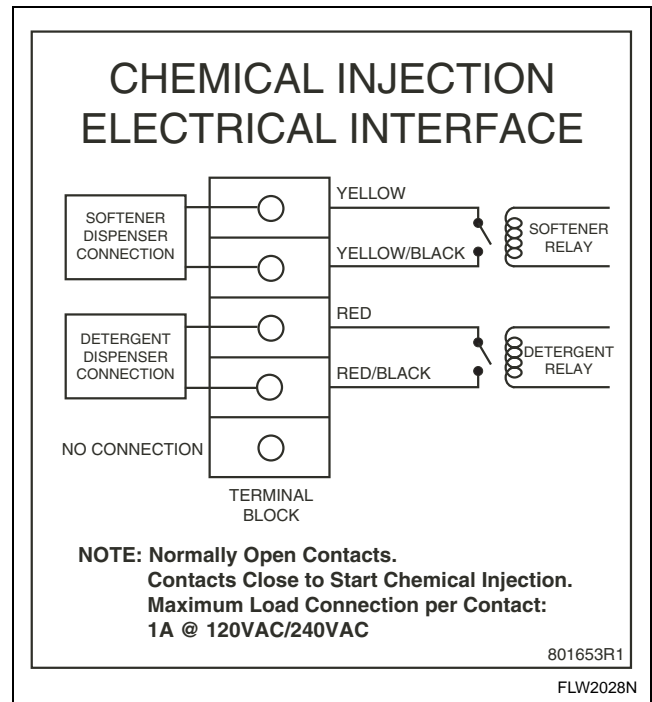 CHEMICAL INJECTION
ELECTRICAL INTERFACE
SOFTENER
DISPENSER
CONNECTION
YELLOW
YELLOW/BLACK
SOFTENER
RELAY
DETERGENT
DISPENSER
CONNECTION
RED
RED/BLACK
DETERGENT
RELAY
NO CONNECTION
TERMINAL
BLOCK
NOTE: Normally Open Contacts.
Contacts Close to Start Chemical Injection.
Maximum Load Connection per Contact:
1A @ 120VAC/240VAC
801653R1
FLW2028N